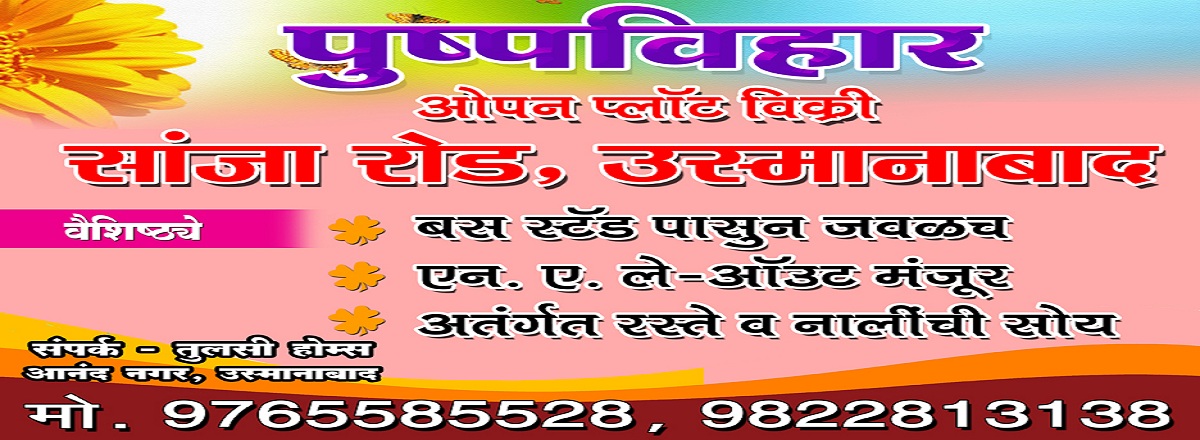 पुष्पविहार
ओपन प्लॉट विक्री
सांजा रोड, उस्मानाबाद
वैशिष्ठ्ये
बस स्टॅंड पासुन जवळच
एन. ए. ले-ऑउट मंजूर
अतंर्गत रस्ते व नालींची सोय
संपर्क - तुलसी होम्स
आनंद नगर, उस्मानाबाद
मो. 9765585528, 9822813138